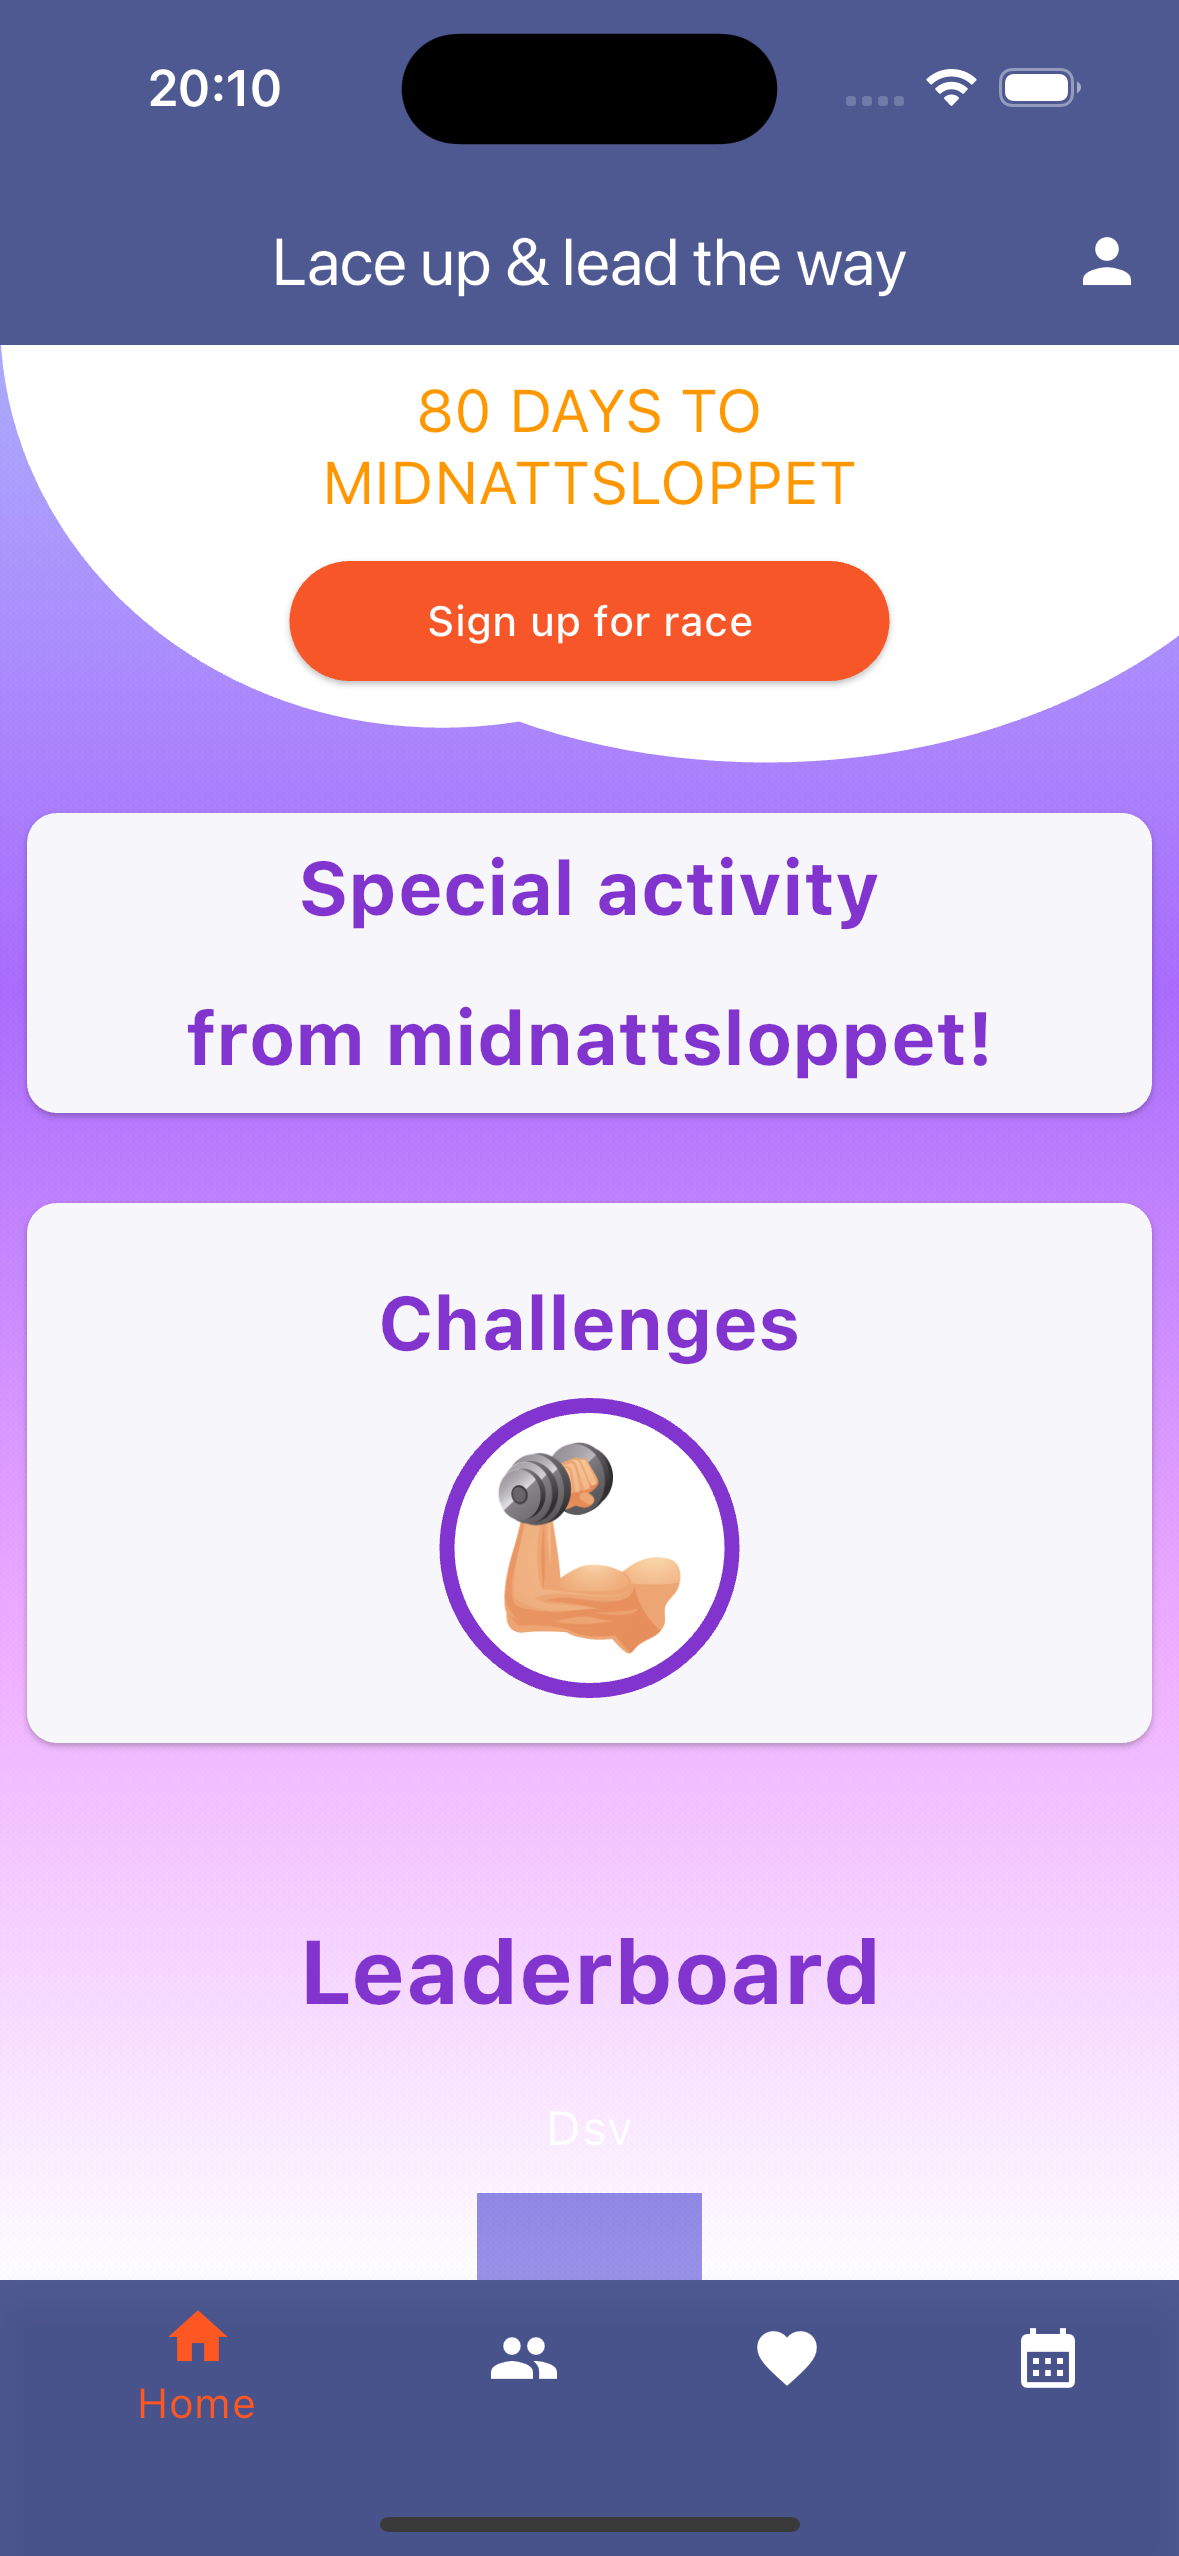 20:10
Lace up & lead the way
80 DAYS TO
MIDNATTSLOPPET
Sign up for race
Special activity
from midnattsloppet!
Challenges
Leaderboard
Dsv
Home